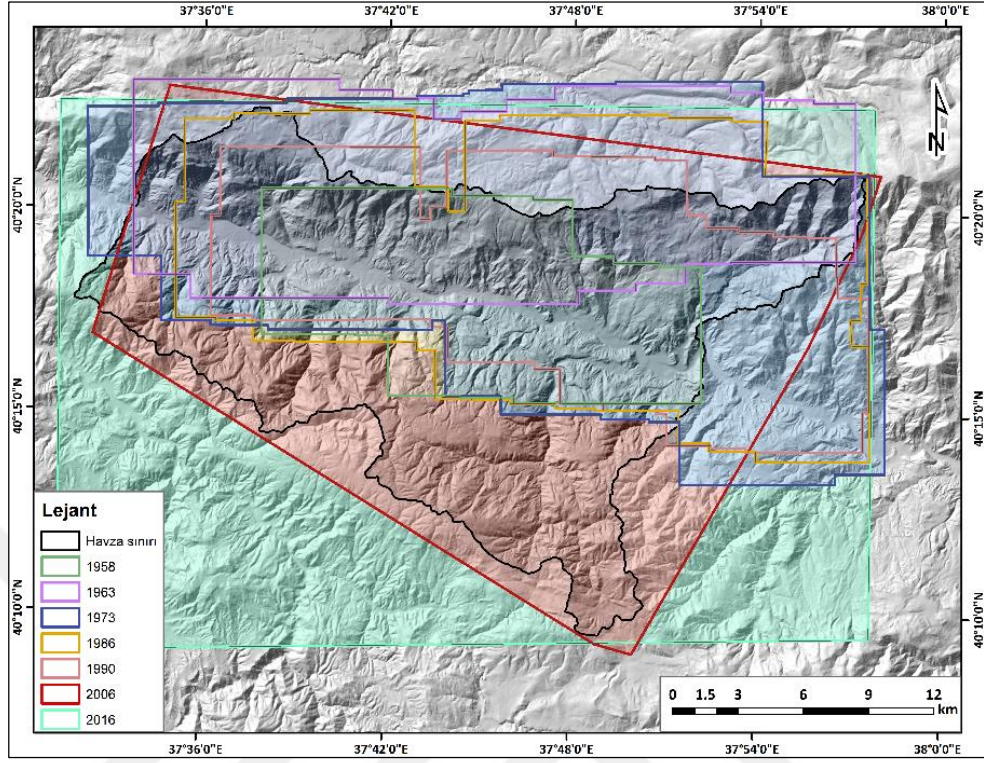 37°36'0"E
37°42'0"E
37°48'0"E
37°54'0"E
38°0'0"E
N
40°20'0"N
40°20'0"N
40°15'0"N
40°15'0"N
40°10'0"N
40°10'0"N
Lejant
Havza sınırı
1958
1963
1973
1986
1990
2006
2016
0 1.5 3 6 9 12
km
37°36'0"E
37°42'0"E
37°48'0"E
37°54'0"E
38°0'0"E